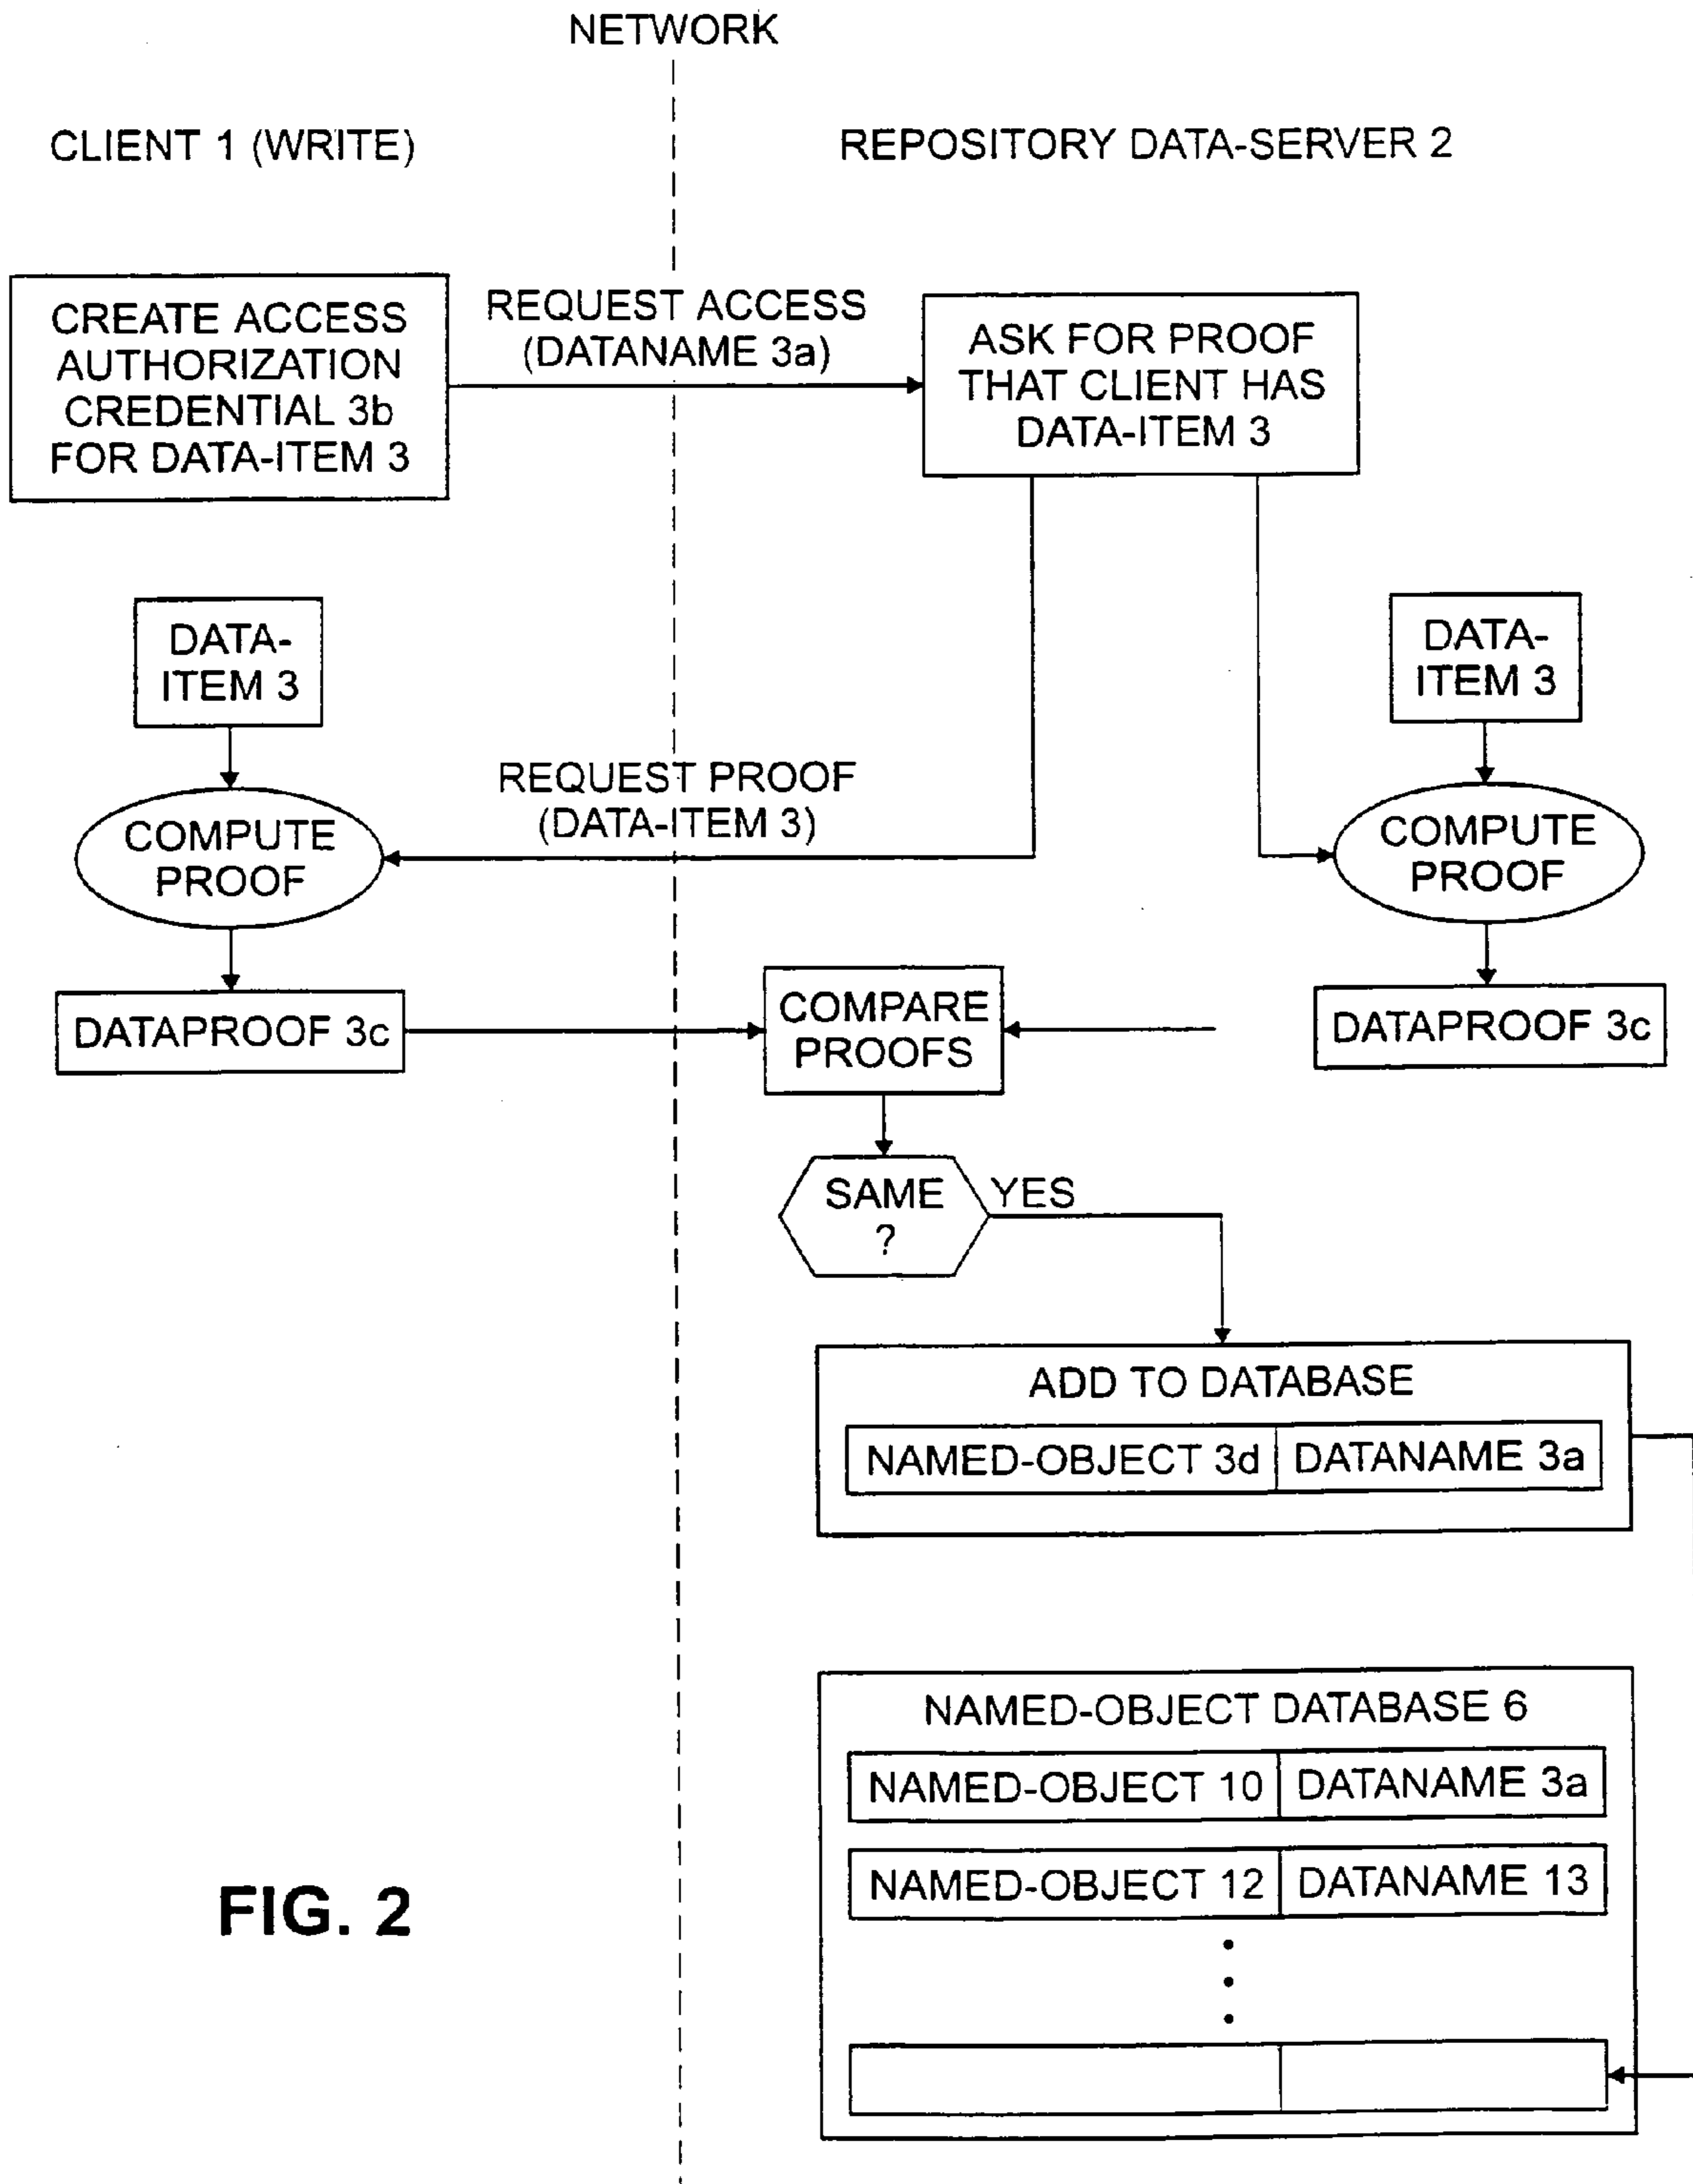 NETWORK
CLIENT 1 (WRITE)
REPOSITORY DATA-SERVER 2
CREATE ACCESS
AUTHORIZATION
CREDENTIAL 3b
FOR DATA-ITEM 3
REQUEST ACCESS
(DATANAME 3a)
ASK FOR PROOF
THAT CLIENT HAS
DATA-ITEM 3
DATA-
ITEM 3
DATA-
ITEM 3
REQUEST PROOF
(DATA-ITEM 3)
COMPUTE
PROOF
COMPUTE
PROOF
DATAPROOF 3c
COMPARE
PROOFS
DATAPROOF 3c
SAME
?
YES
ADD TO DATABASE
NAMED-OBJECT 3d
DATANAME 3a
NAMED-OBJECT DATABASE 6
NAMED-OBJECT 10
DATANAME 3a
NAMED-OBJECT 12
DATANAME 13
FIG. 2